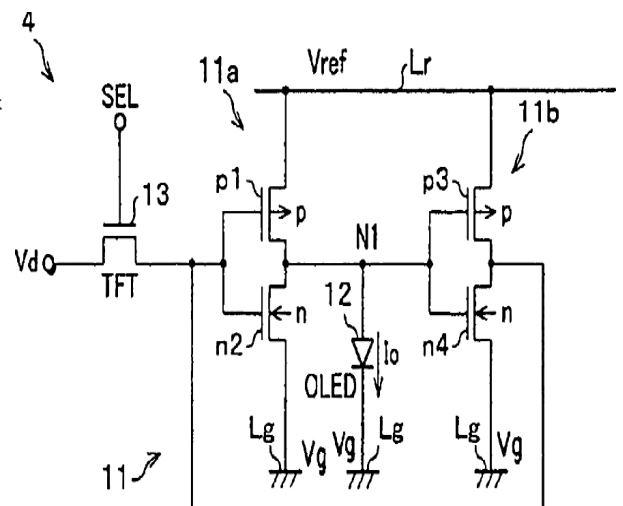 4
11a
Vref
Lr
SEL
11b
13
p1
p
p3
p
N1
Vd
TFT
n
12
n
n2
Io
n4
OLED
Lg
Vg
Vg
Lg
Lg
Vg
11